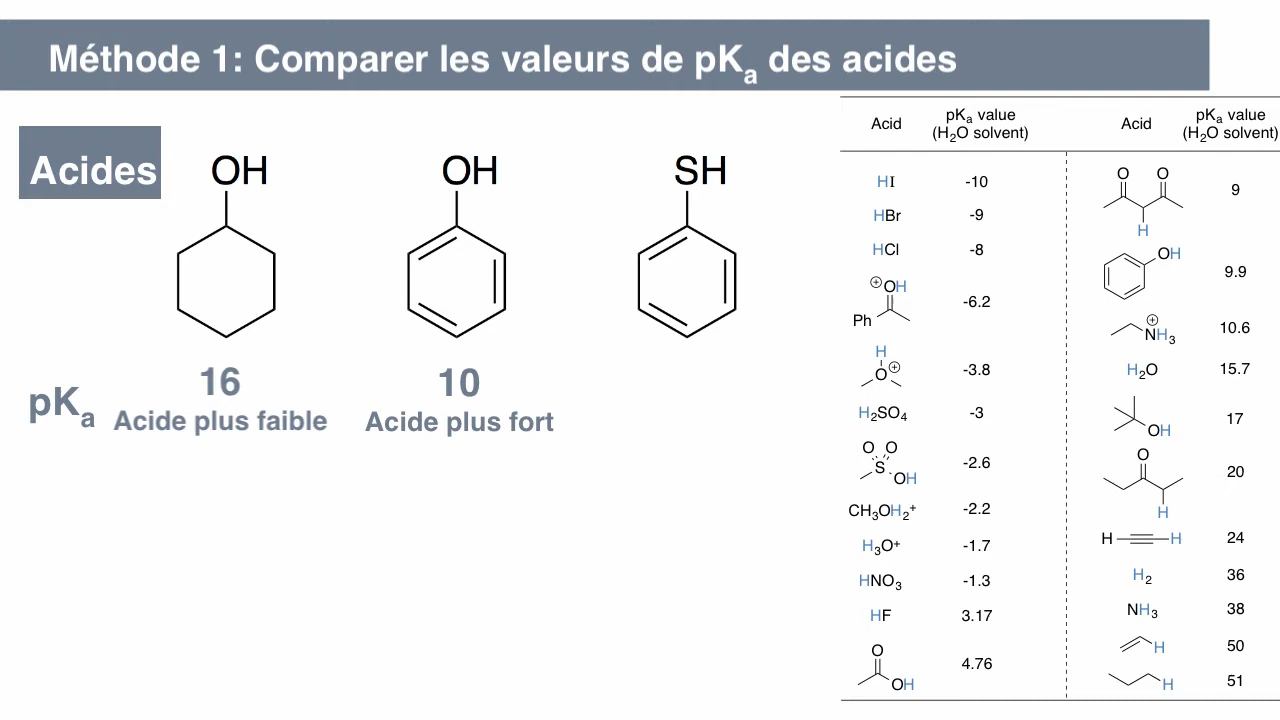 Méthode 1: Comparer les valeurs de pKa des acides
Acides
OH
OH
SH
pKa
16
10
Acide plus faible
Acide plus fort
Acid
pKa value
(H2O solvent)
Acid
pKa value
(H2O solvent)
HI
-10
HBr
-9
HCl
-8
⊕OH
Ph
-6.2
H
O⊕
-3.8
H2SO4
-3
O O
S
OH
-2.6
CH3OH2+
-2.2
H3O+
-1.7
HNO3
-1.3
HF
3.17
O
OH
4.76
O O
H
9
OH
9.9
⊕
NH3
10.6
H2O
15.7
OH
17
O
H
20
H H
24
H2
36
NH3
38
H
50
H
51